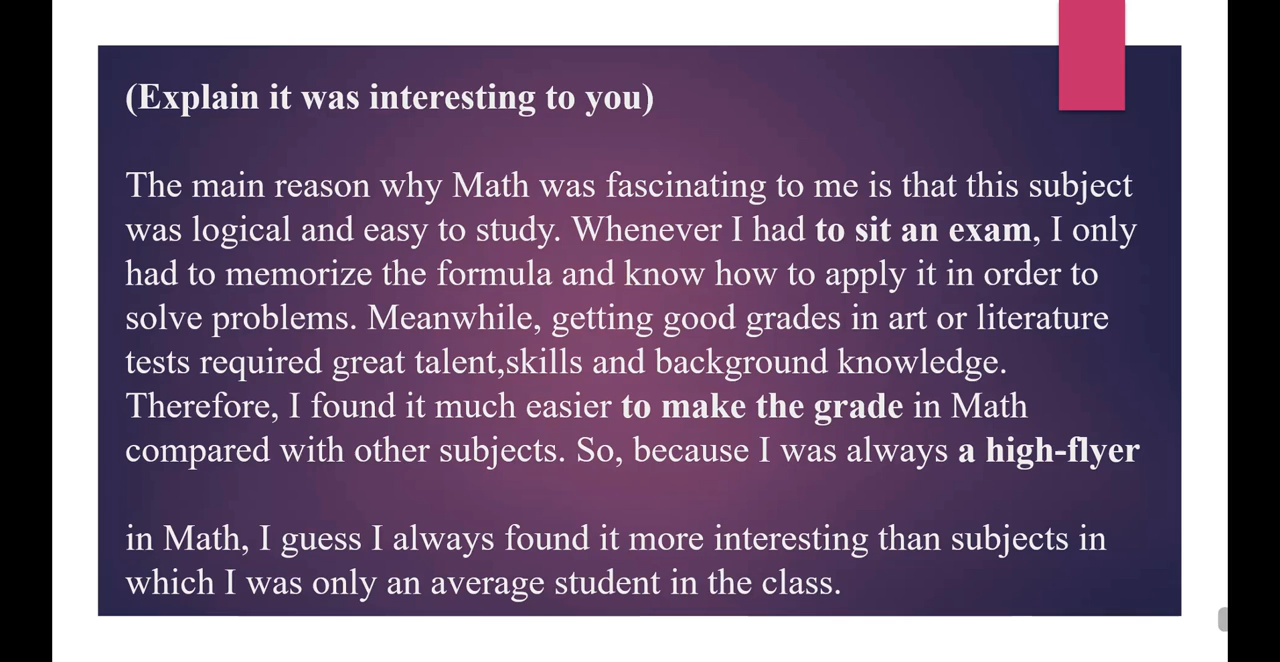 (Explain it was interesting to you)
The main reason why Math was fascinating to me is that this subject
was logical and easy to study. Whenever I had to sit an exam, I only
had to memorize the formula and know how to apply it in order to
solve problems. Meanwhile, getting good grades in art or literature
tests required great talent,skills and background knowledge.
Therefore, I found it much easier to make the grade in Math
compared with other subjects. So, because I was always a high-flyer
in Math, I guess I always found it more interesting than subjects in
which I was only an average student in the class.